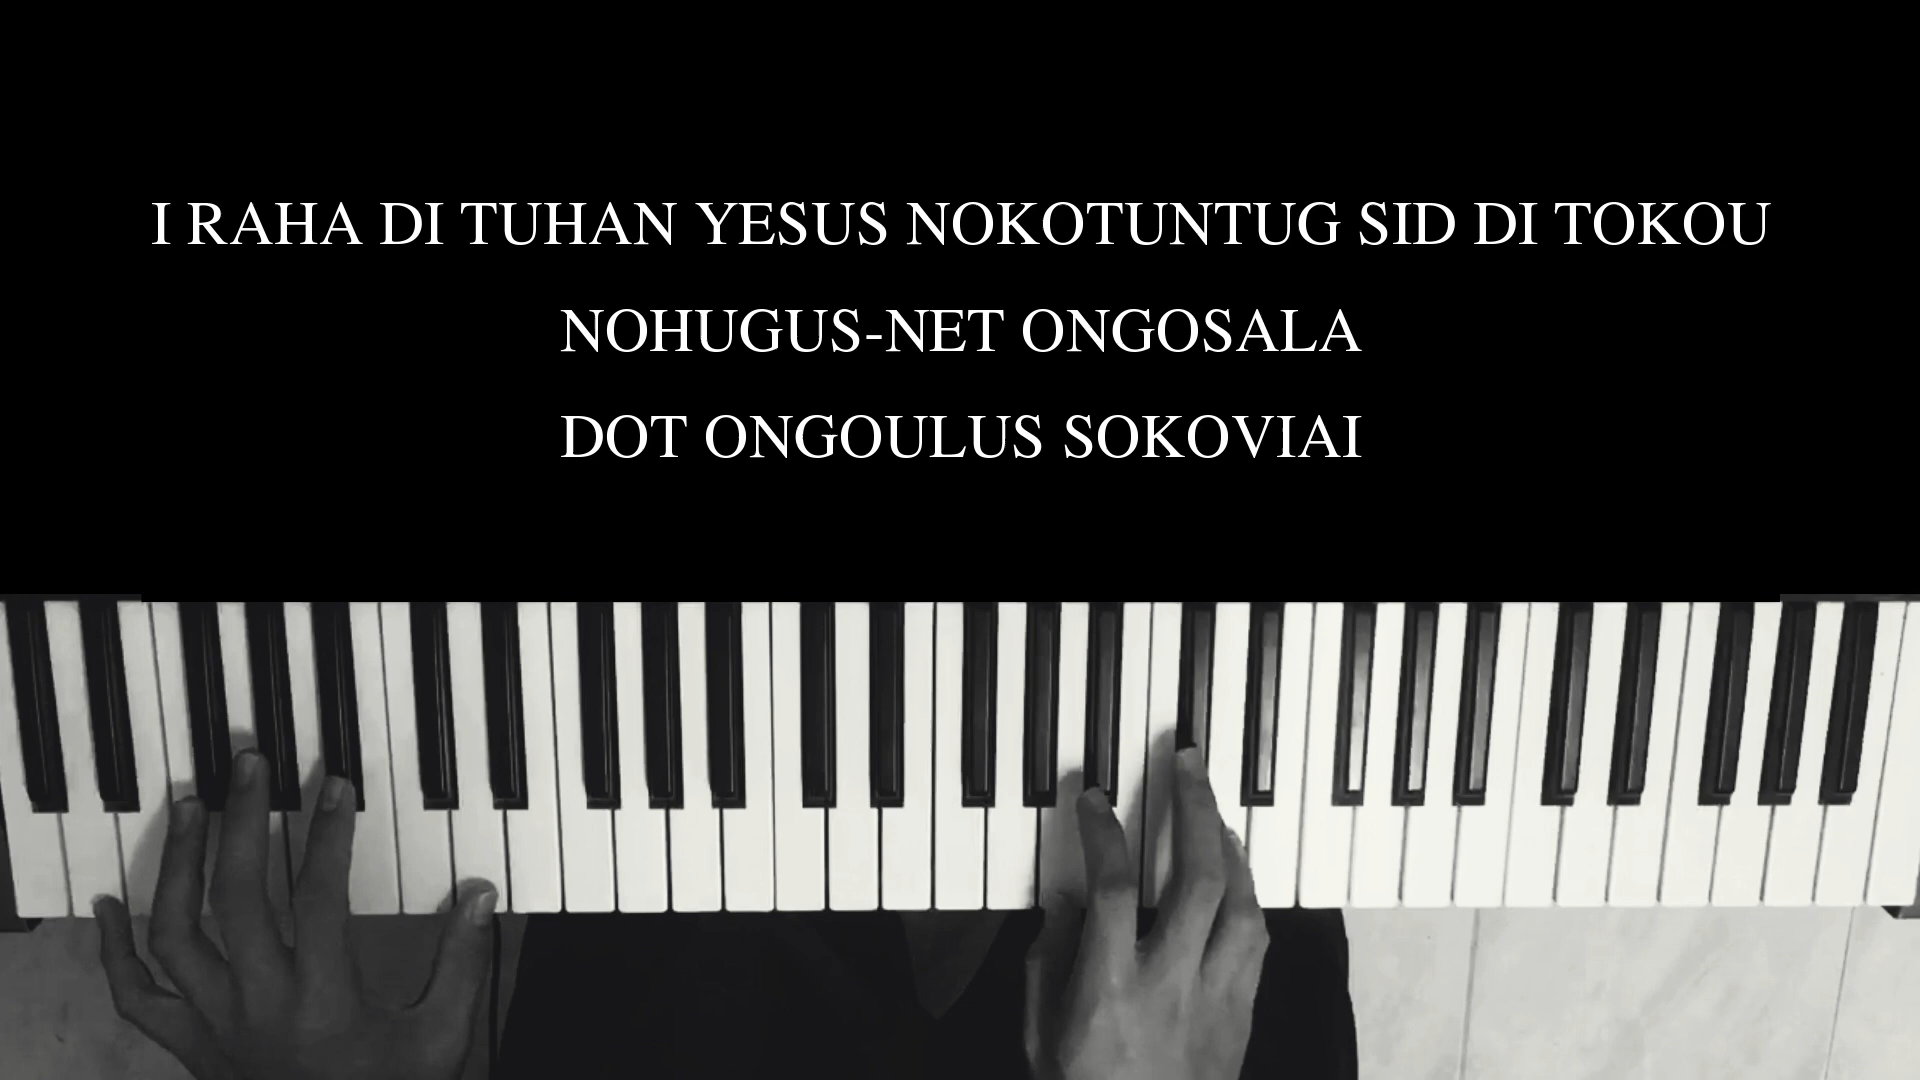 I RAHA DI TUHAN YESUS NOKOTUNTUG SID DI TOKOU
NOHUGUS-NET ONGOSALA
DOT ONGOULUS SOKOVIAI